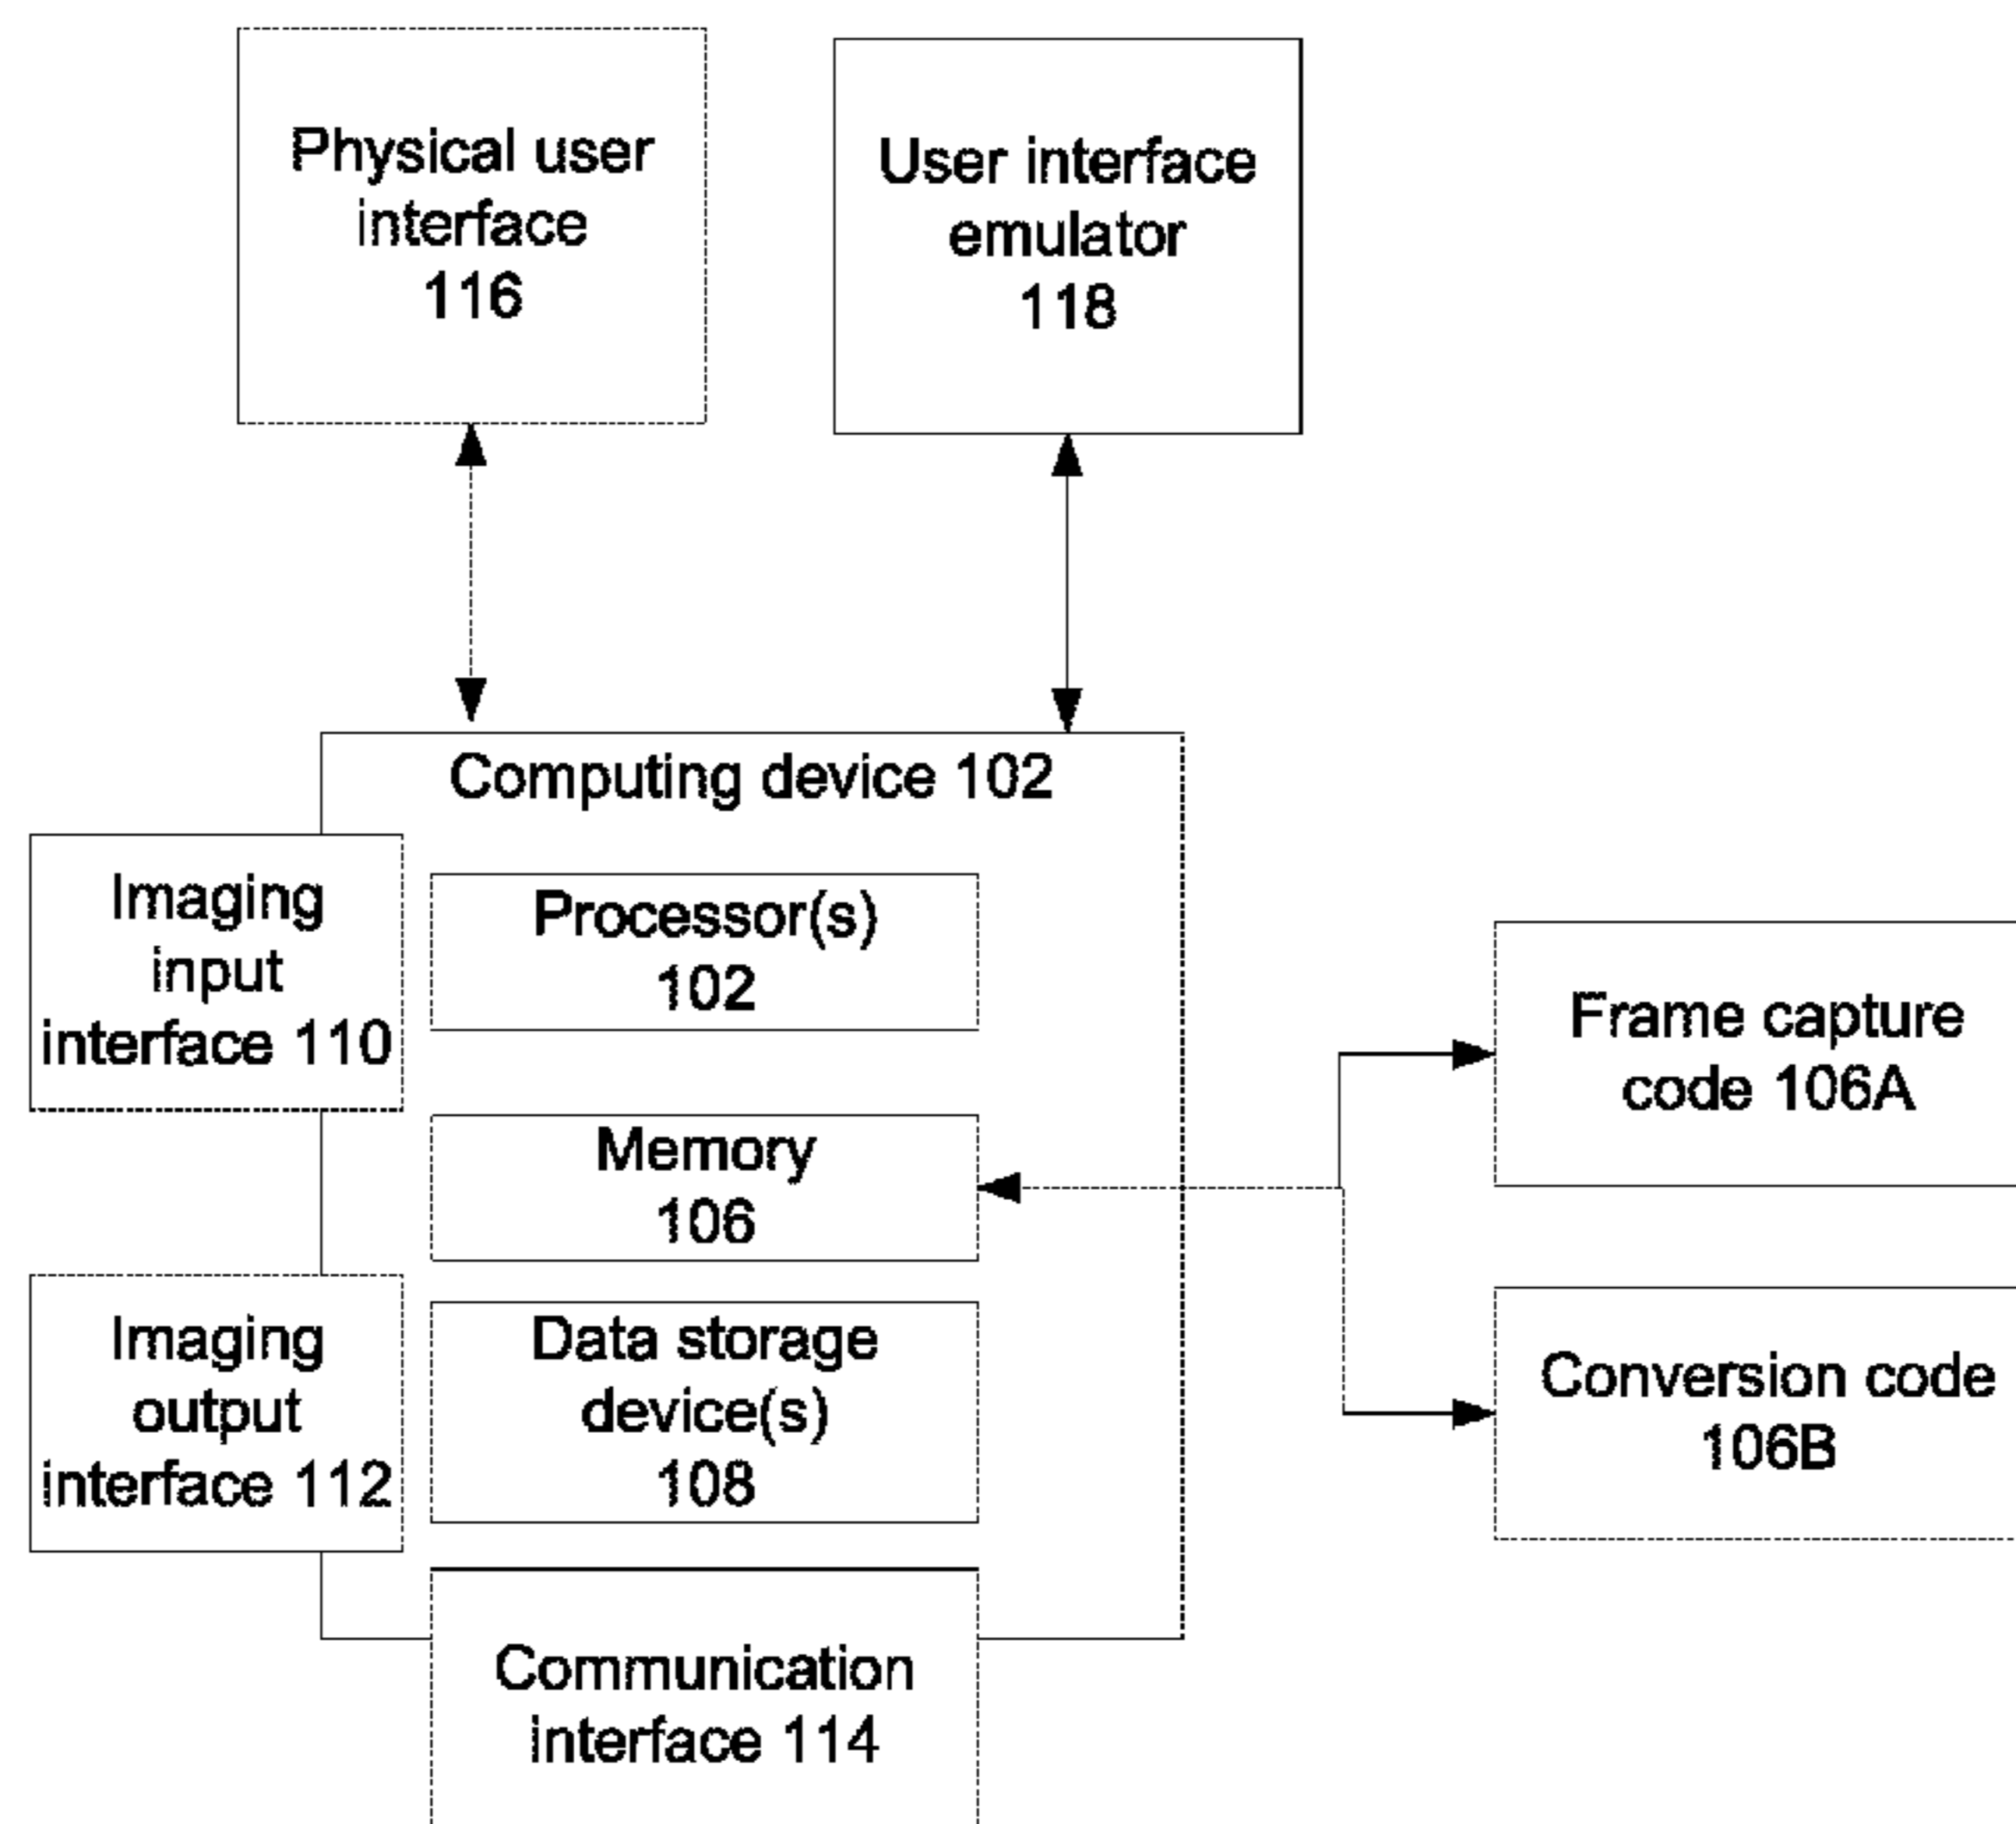 Physical user
interface
116
User interface
emulator
118
Computing device 102
Imaging
input
interface 110
Processor(s)
102
Frame capture
code 106A
Memory
106
Imaging
output
interface 112
Data storage
device(s)
108
Conversion code
106B
Communication
interface 114